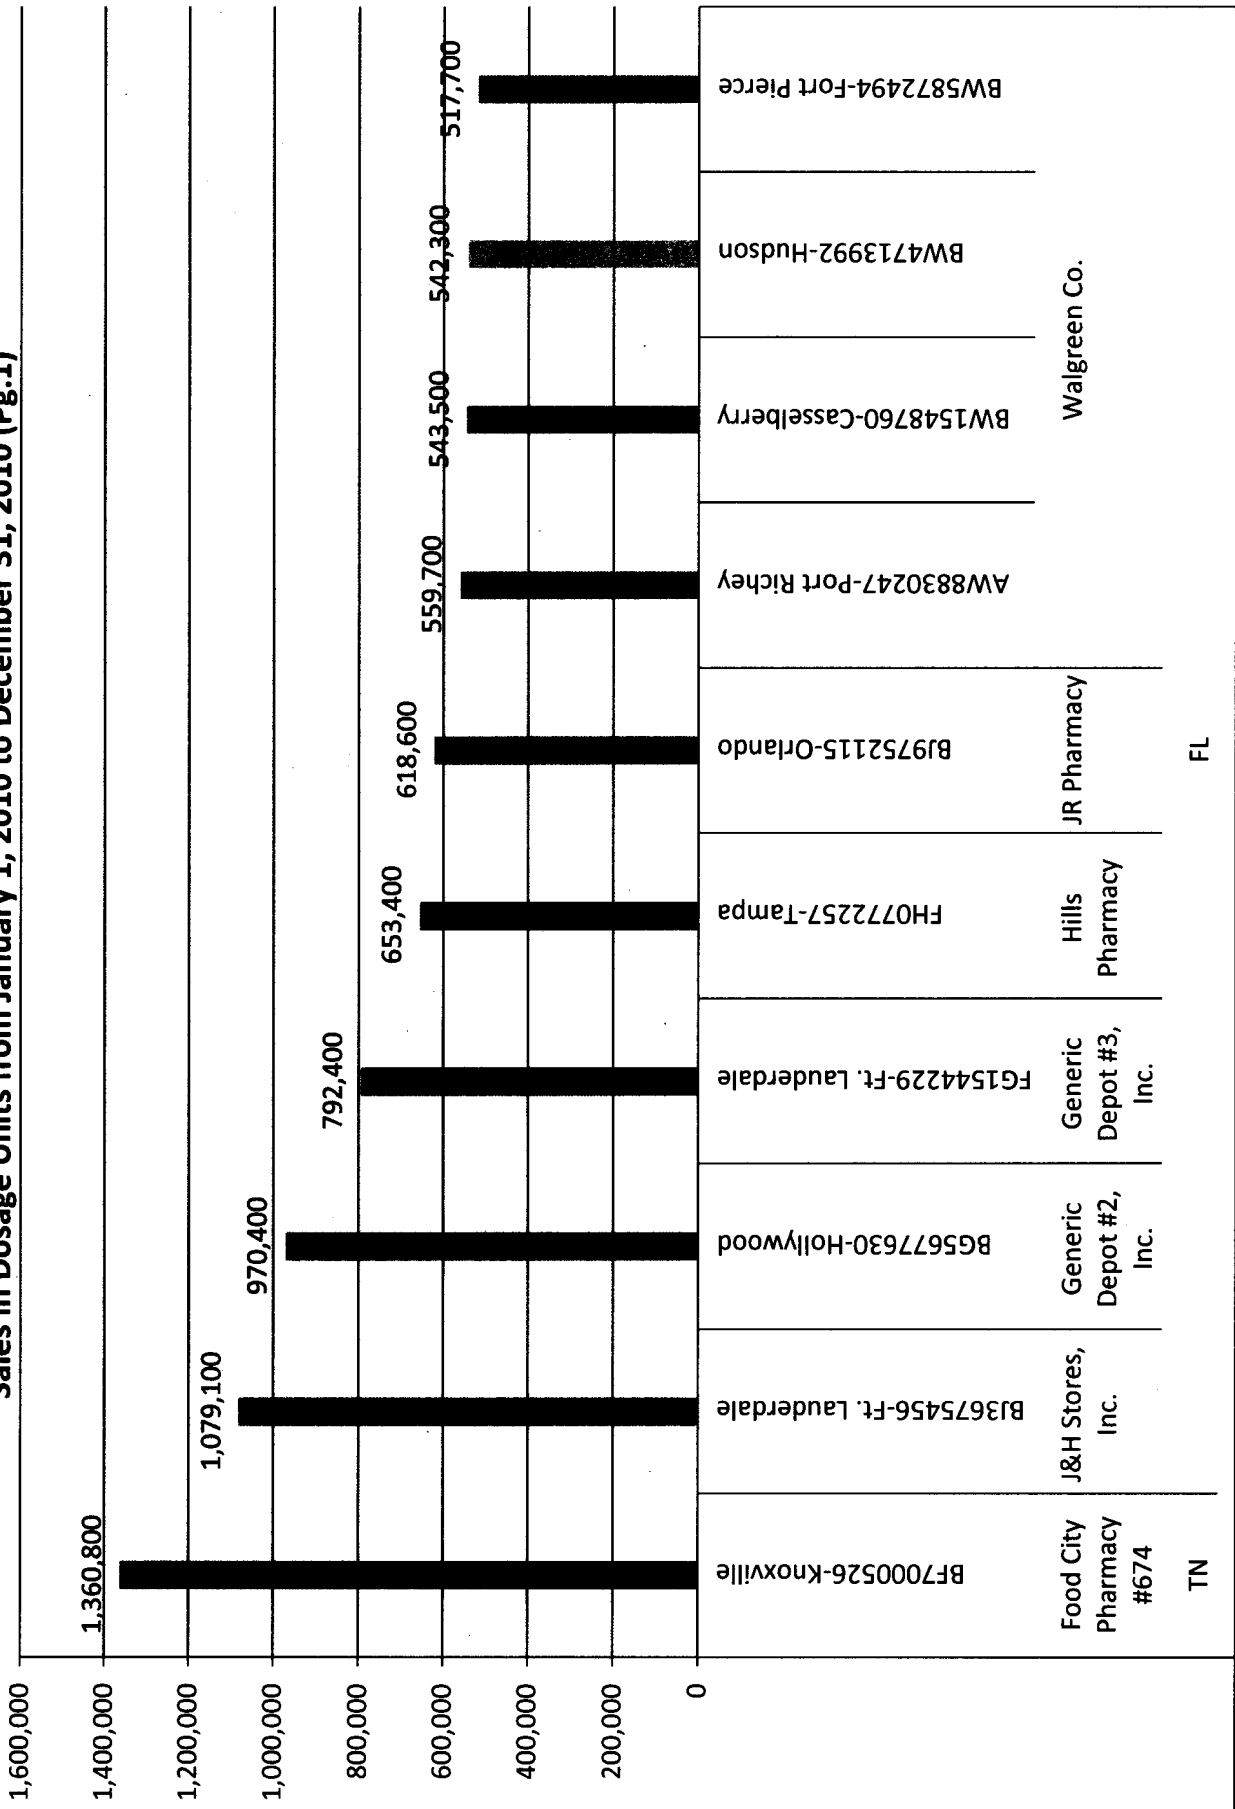 Sales in Dosage Units from January 1, 2010 to December 31, 2010 (Pg.1)
1,600,000
1,400,000
1,200,000
1,000,000
800,000
600,000
400,000
200,000
0
1,360,800
1,079,100
970,400
792,400
653,400
618,600
559,700
543,500
542,300
517,700
BF7000526-Knoxville
BJ3675456-Ft. Lauderdale
BG5677630-Hollywood
FG1544229-Ft. Lauderdale
FH0772257-Tampa
BJ9752115-Orlando
AW8830247-Port Richey
BW1548760-Casselberry
BW4713992-Hudson
BW5872494-Fort Pierce
Food City
Pharmacy
#674
J&H Stores,
Inc.
Generic
Depot #2,
Inc.
Generic
Depot #3,
Inc.
Hills
Pharmacy
JR Pharmacy
Walgreen Co.
TN
FL